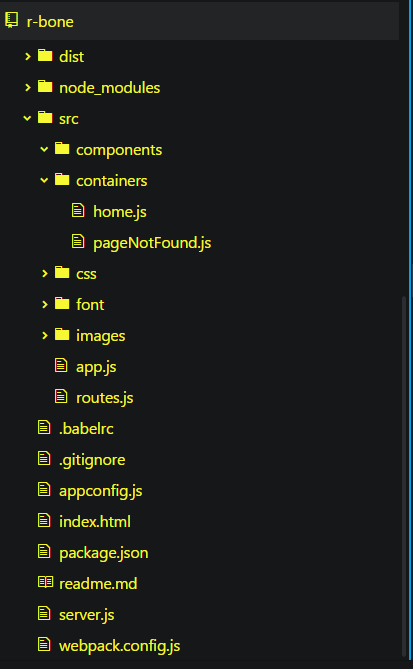 r-bone
dist
node_modules
src
components
containers
home.js
pageNotFound.js
css
font
images
app.js
routes.js
.babelrc
.gitignore
appconfig.js
index.html
package.json
readme.md
server.js
webpack.config.js